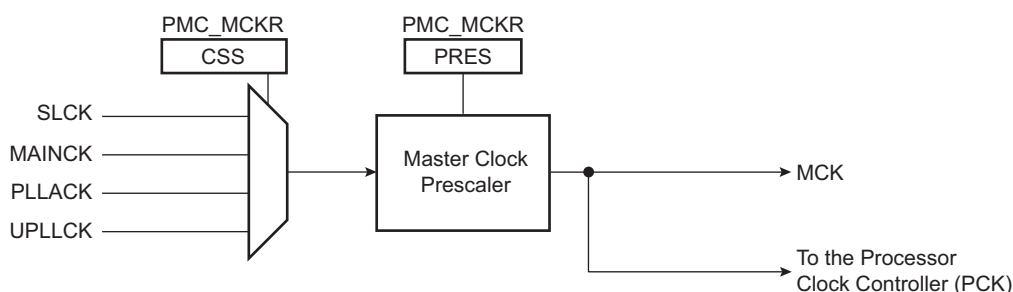 PMC_MCKR
PMC_MCKR
CSS
PRES
SLCK
MAINCK
PLLACK
UPLLCK
Master Clock
Prescaler
MCK
To the Processor
Clock Controller (PCK)